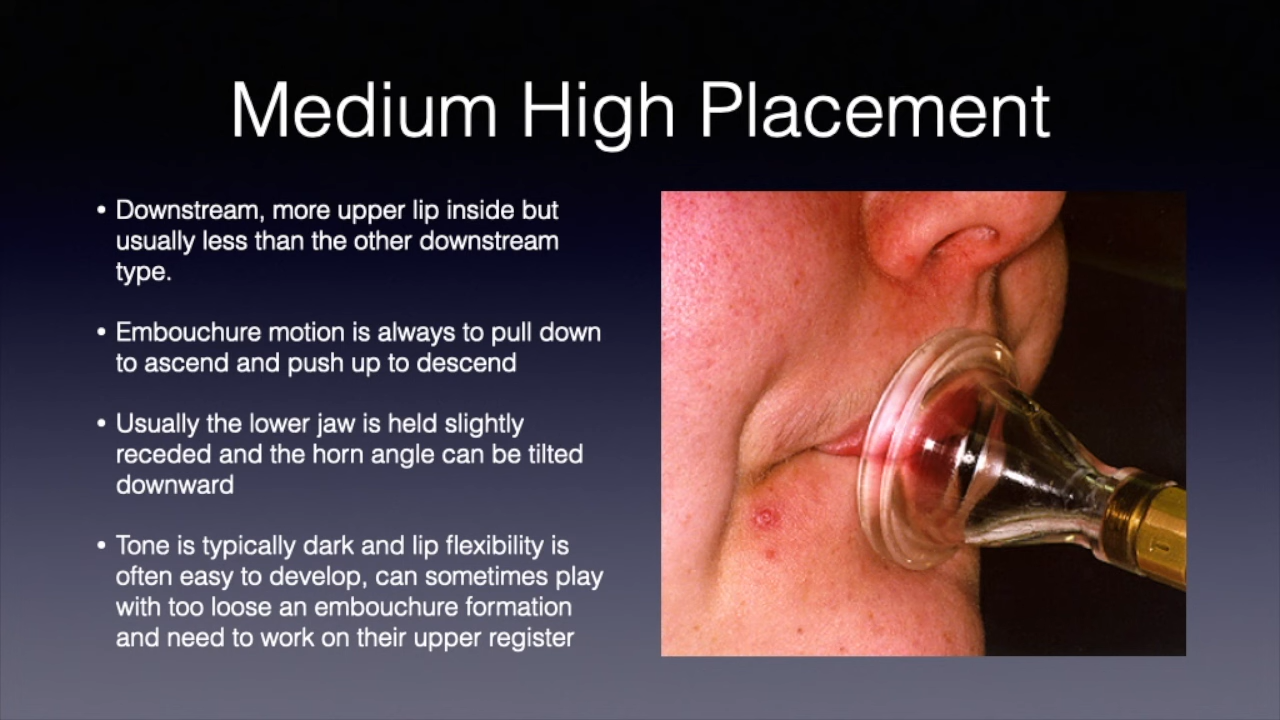 Medium High Placement
• Downstream, more upper lip inside but
usually less than the other downstream
type.
• Embouchure motion is always to pull down
to ascend and push up to descend
• Usually the lower jaw is held slightly
receded and the horn angle can be tilted
downward
• Tone is typically dark and lip flexibility is
often easy to develop, can sometimes play
with too loose an embouchure formation
and need to work on their upper register